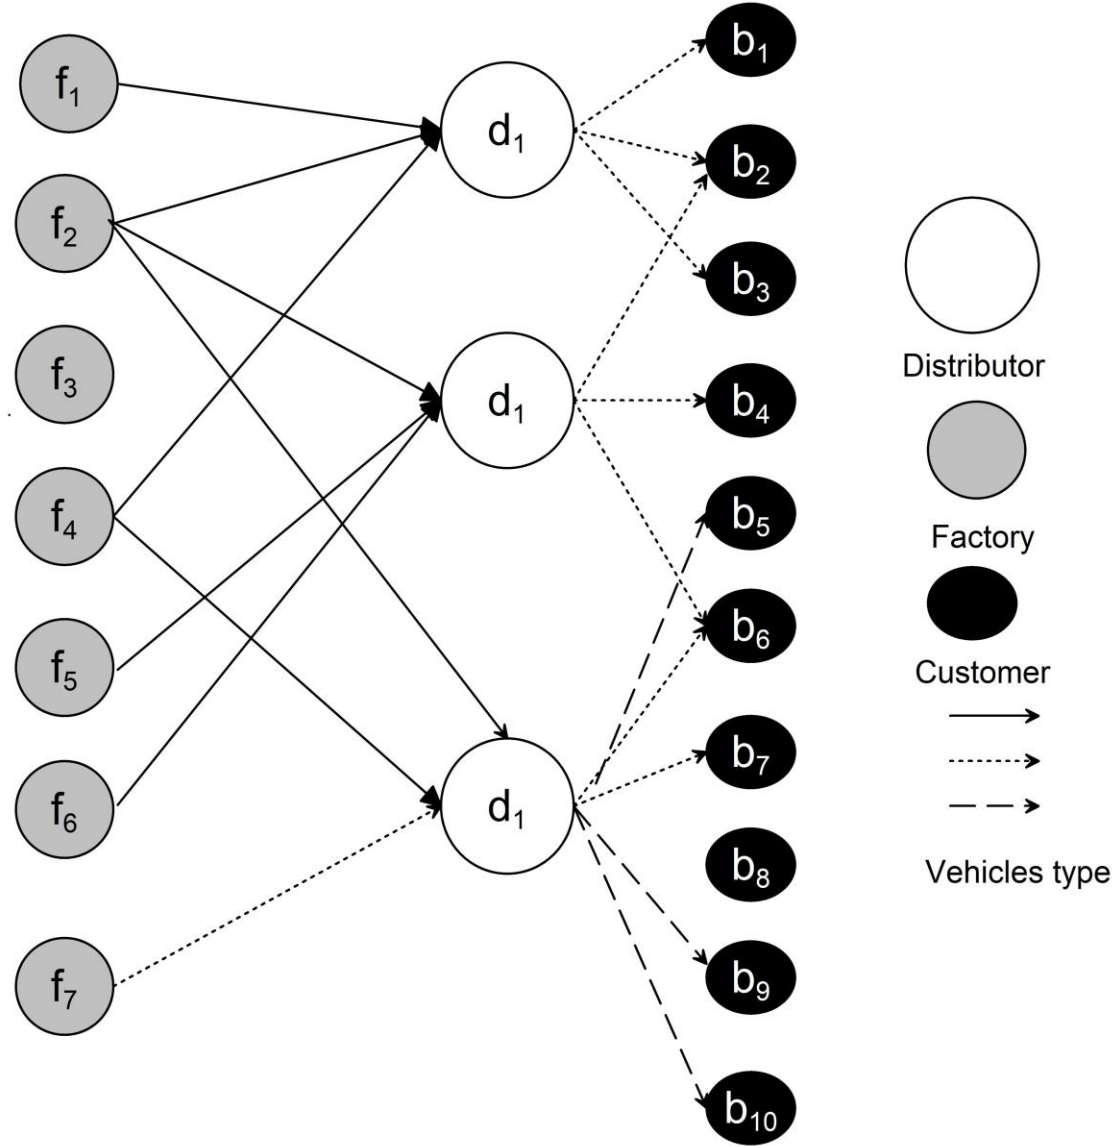 f₁
f₂
f₃
f₄
f₅
f₆
f₇
d₁
d₁
d₁
b₁
b₂
b₃
b₄
b₅
b₆
b₇
b₈
b₉
b₁₀
Distributor
Factory
Customer
Vehicles type